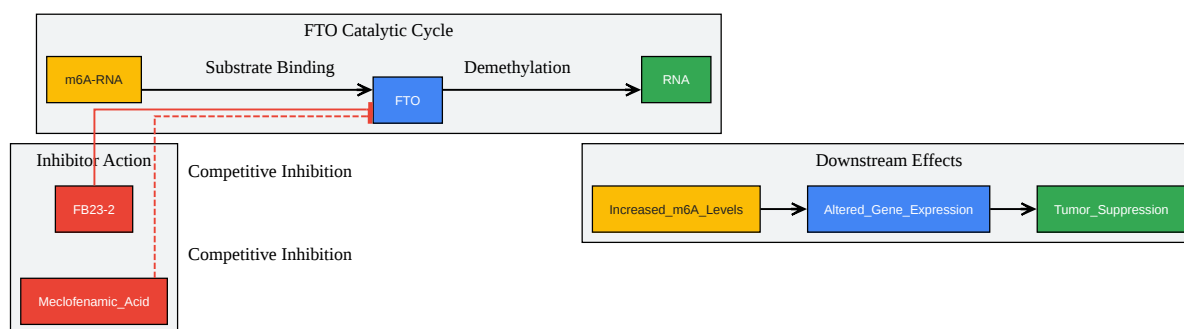 FTO Catalytic Cycle
m6A-RNA
Substrate Binding
FTO
Demethylation
RNA
Inhibitor Action
FB23-2
Competitive Inhibition
Competitive Inhibition
Meclofenamic_Acid
Downstream Effects
Increased_m6A_Levels
Altered_Gene_Expression
Tumor_Suppression